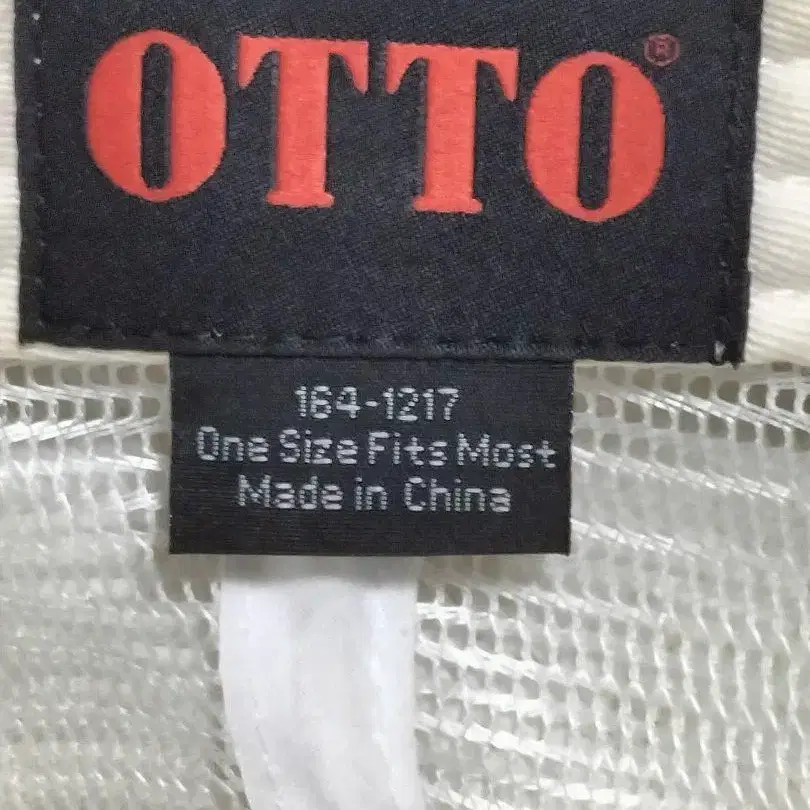 OTTO®
164-1217
One Size Fits Most
Made in China